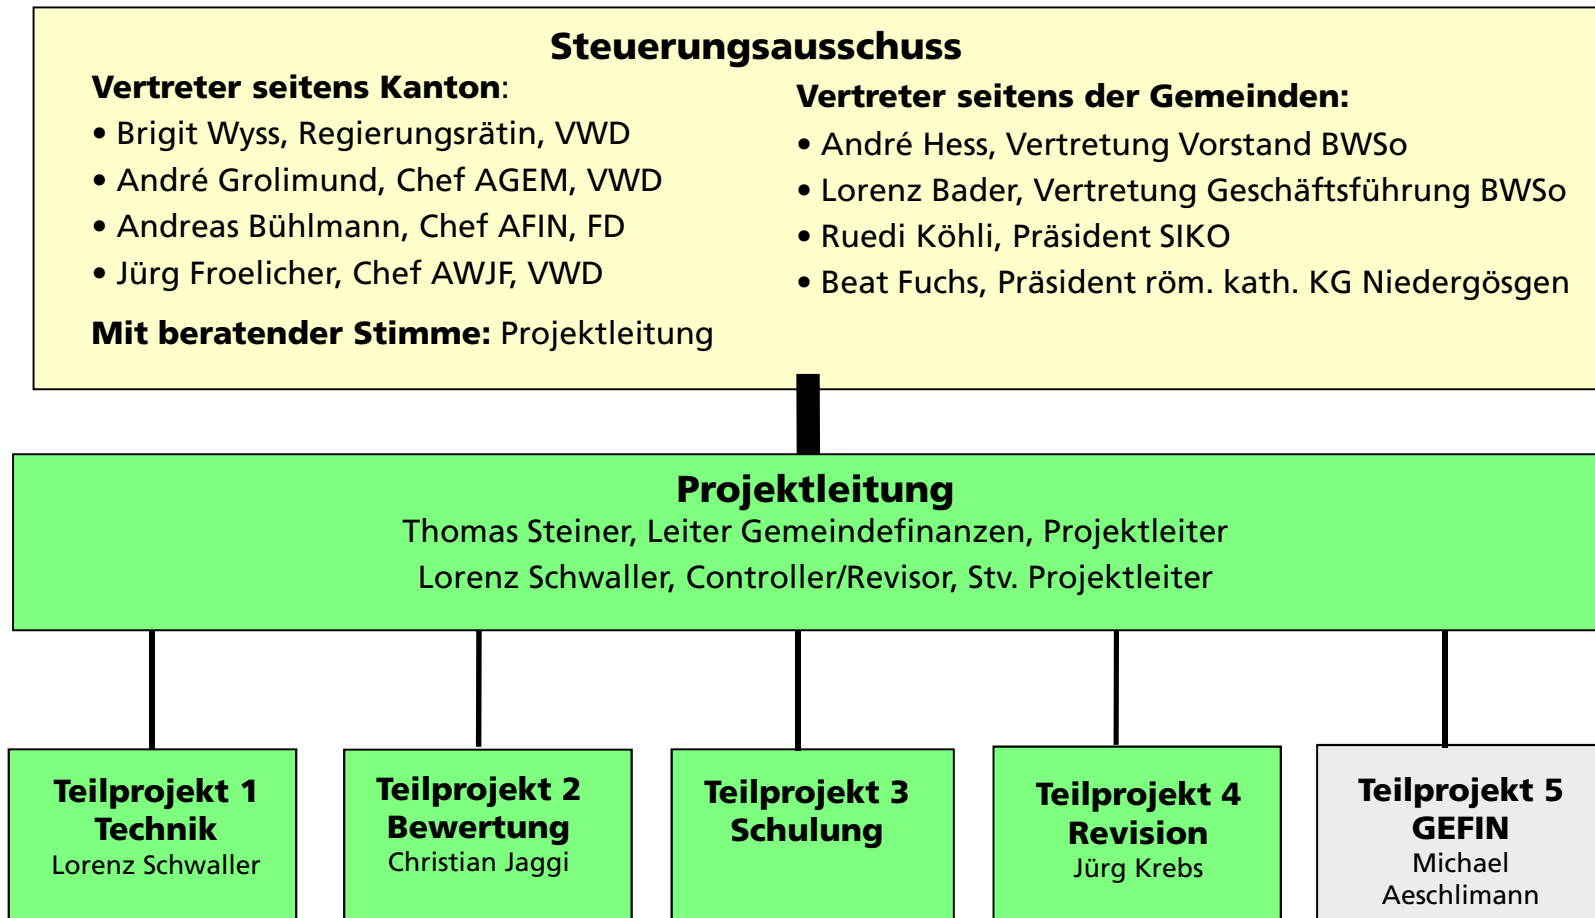 Steuerungsausschuss
Vertreter seitens Kanton:
• Brigit Wyss, Regierungsrätin, VWD
• André Grolimund, Chef AGEM, VWD
• Andreas Bühlmann, Chef AFIN, FD
• Jürg Froelicher, Chef AWJF, VWD
Mit beratender Stimme: Projektleitung
Vertreter seitens der Gemeinden:
• André Hess, Vertretung Vorstand BWSo
• Lorenz Bader, Vertretung Geschäftsführung BWSo
• Ruedi Köhli, Präsident SIKO
• Beat Fuchs, Präsident röm. kath. KG Niedergösgen
Projektleitung
Thomas Steiner, Leiter Gemeindefinanzen, Projektleiter
Lorenz Schwaller, Controller/Revisor, Stv. Projektleiter
Teilprojekt 1
Technik
Lorenz Schwaller
Teilprojekt 2
Bewertung
Christian Jaggi
Teilprojekt 3
Schulung
Teilprojekt 4
Revision
Jürg Krebs
Teilprojekt 5
GEFIN
Michael
Aeschlimann